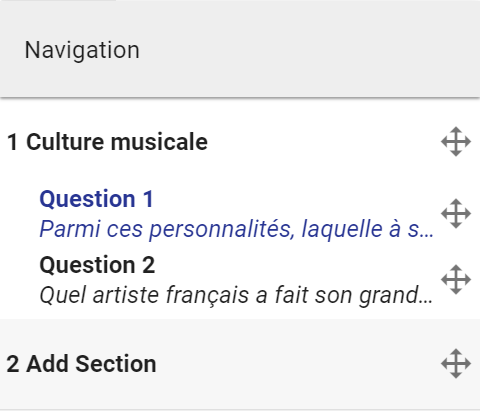 Navigation
1 Culture musicale
Question 1
Parmi ces personnalités, laquelle à s...
Question 2
Quel artiste français a fait son grand...
2 Add Section